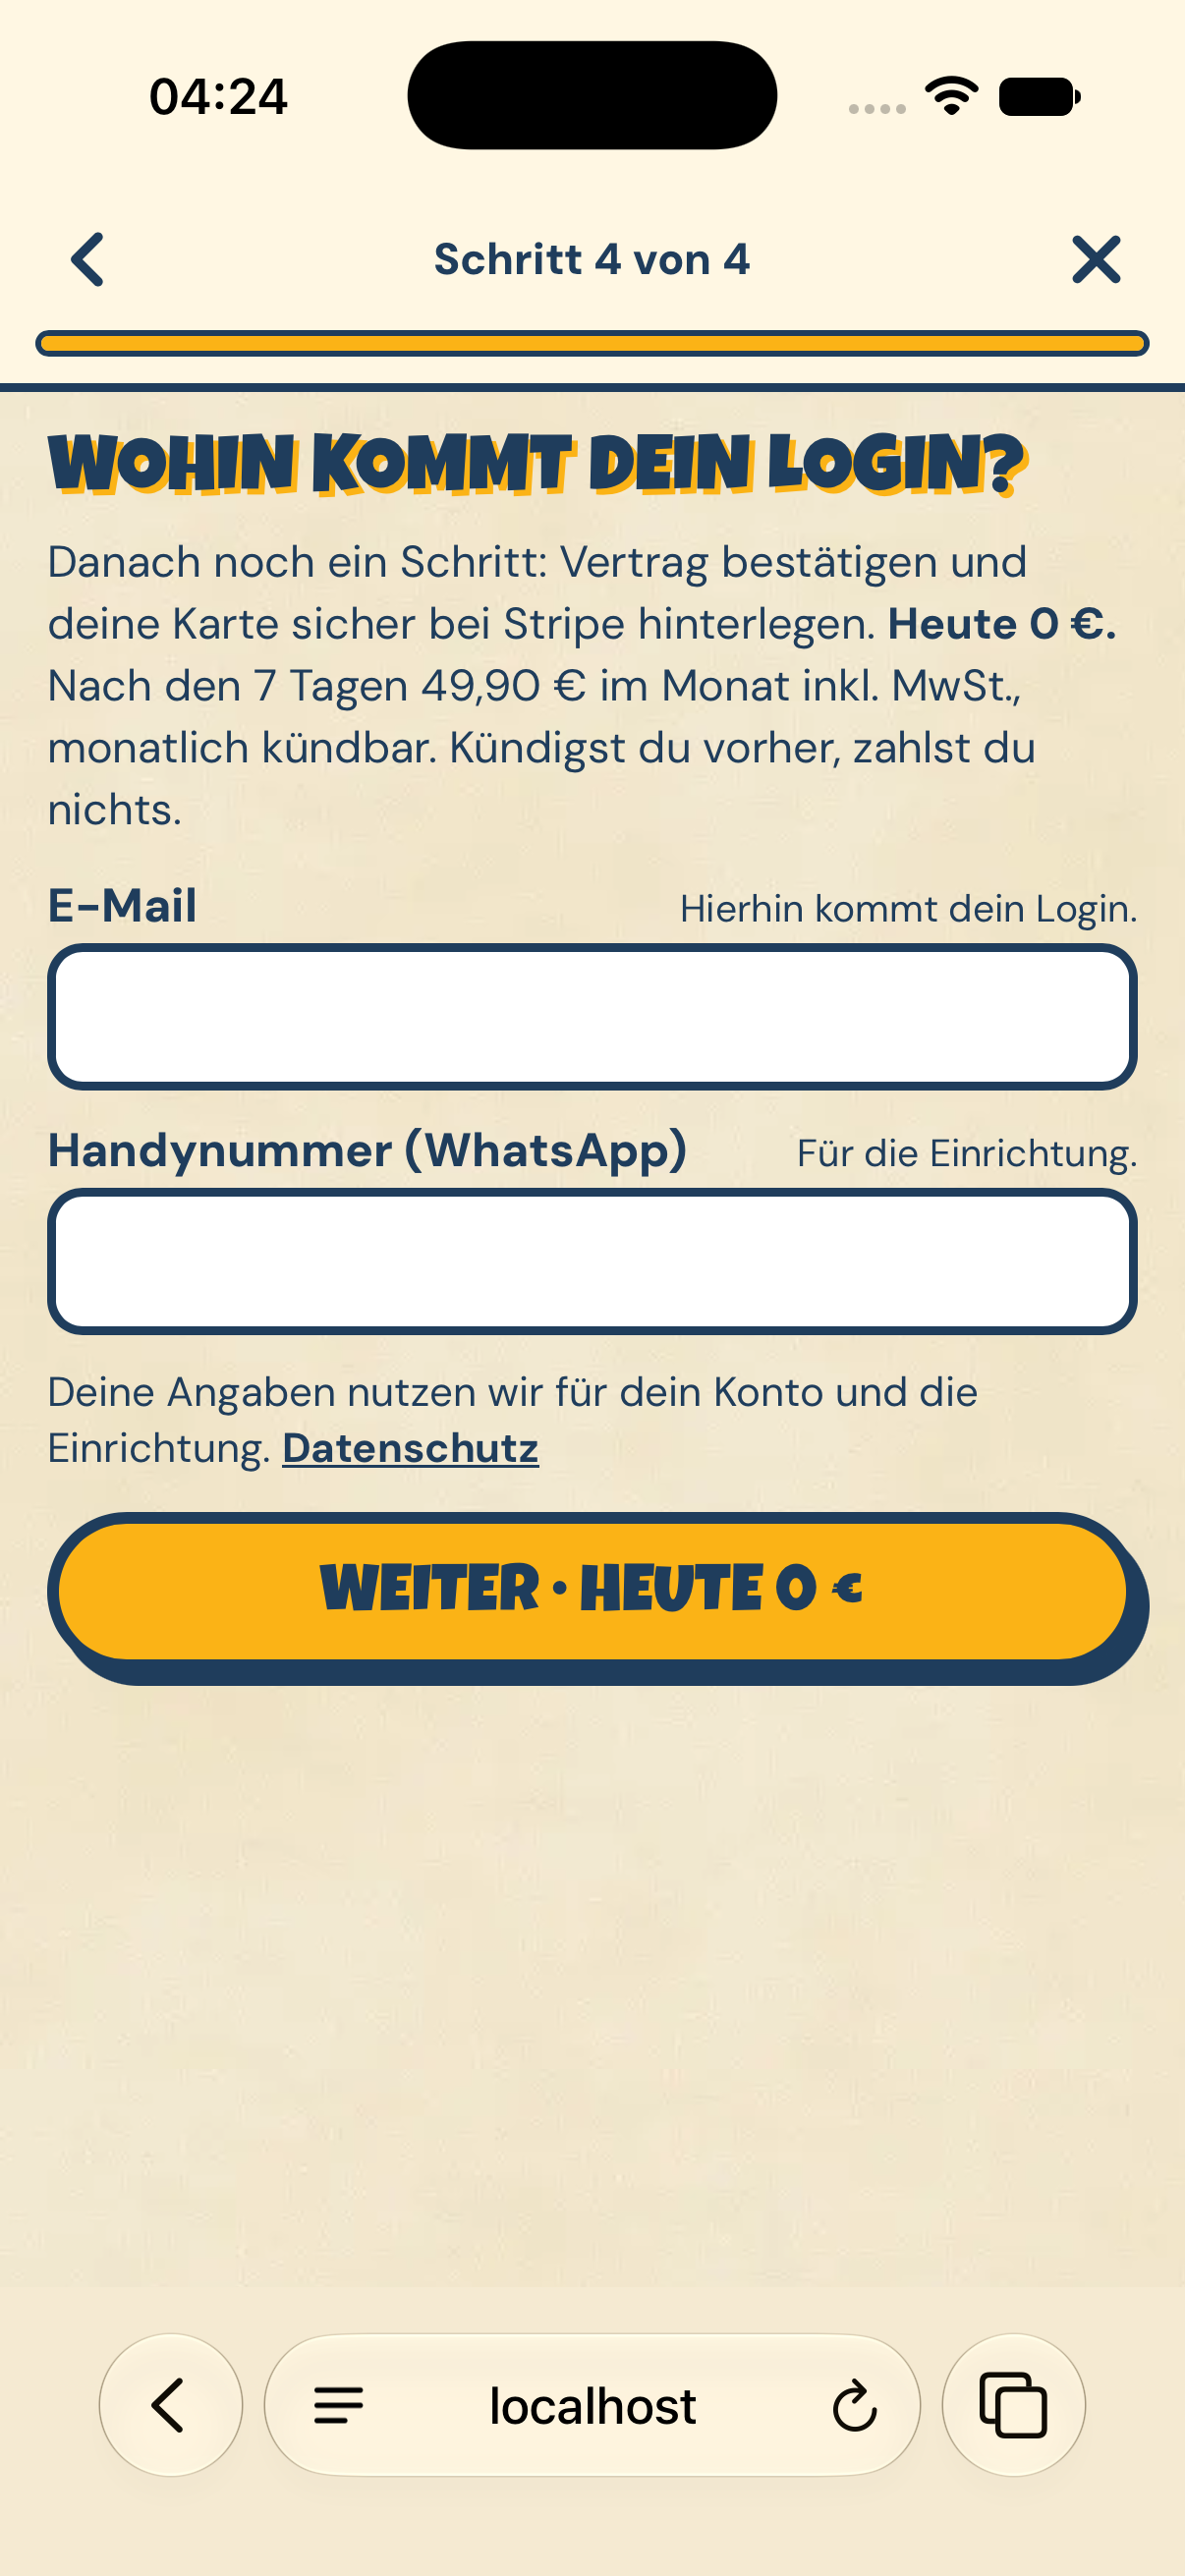 04:24
Schritt 4 von 4
WOHIN KOMMT DEIN LOGIN?
Danach noch ein Schritt: Vertrag bestätigen und
deine Karte sicher bei Stripe hinterlegen. Heute 0 €.
Nach den 7 Tagen 49,90 € im Monat inkl. MwSt.,
monatlich kündbar. Kündigst du vorher, zahlst du
nichts.
E-Mail Hierhin kommt dein Login.
Handynummer (WhatsApp) Für die Einrichtung.
Deine Angaben nutzen wir für dein Konto und die
Einrichtung. Datenschutz
WEITER · HEUTE 0 €
localhost